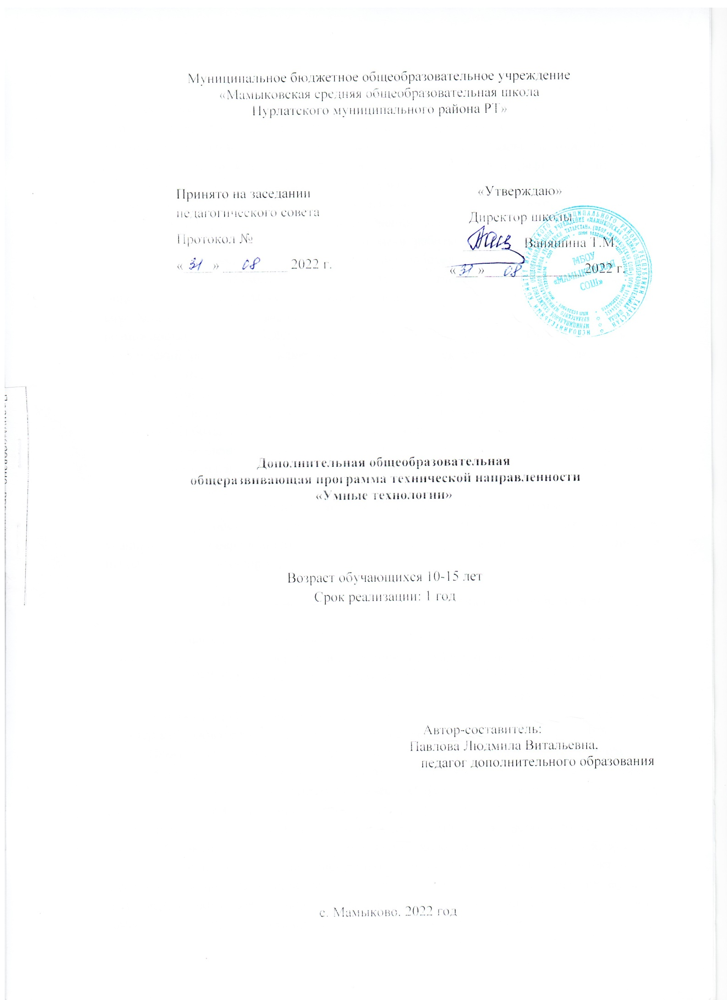 Муниципальное бюджетное общеобразовательное учреждение
«Мамыковская средняя общеобразовательная школа
Нурлатского муниципального района РТ»
Принято на заседании
педагогического совета
Протокол №
«31» 08 2022 г.
«Утверждаю»
Директор школы
Ваняшина Т.М.
«31» 08 2022 г.
МБОУ
«МАМЫКОВСКАЯ
СОШ»
Дополнительная общеобразовательная
общеразвивающая программа технической направленности
«Умные технологии»
Возраст обучающихся 10-15 лет
Срок реализации: 1 год
Автор-составитель:
Павлова Людмила Витальевна.
педагог дополнительного образования
с. Мамыково. 2022 год